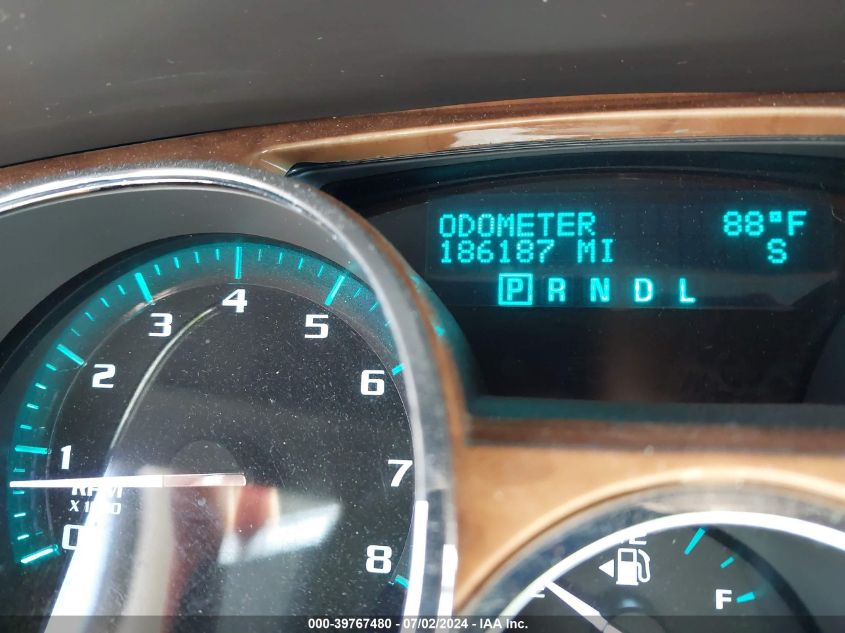 ODOMETER 88°F
186187 MI S
P R N D L
4
3
5
2
6
1
7
RPM
X 1000
0
8
F
000-39767480 - 07/02/2024 - IAA Inc.